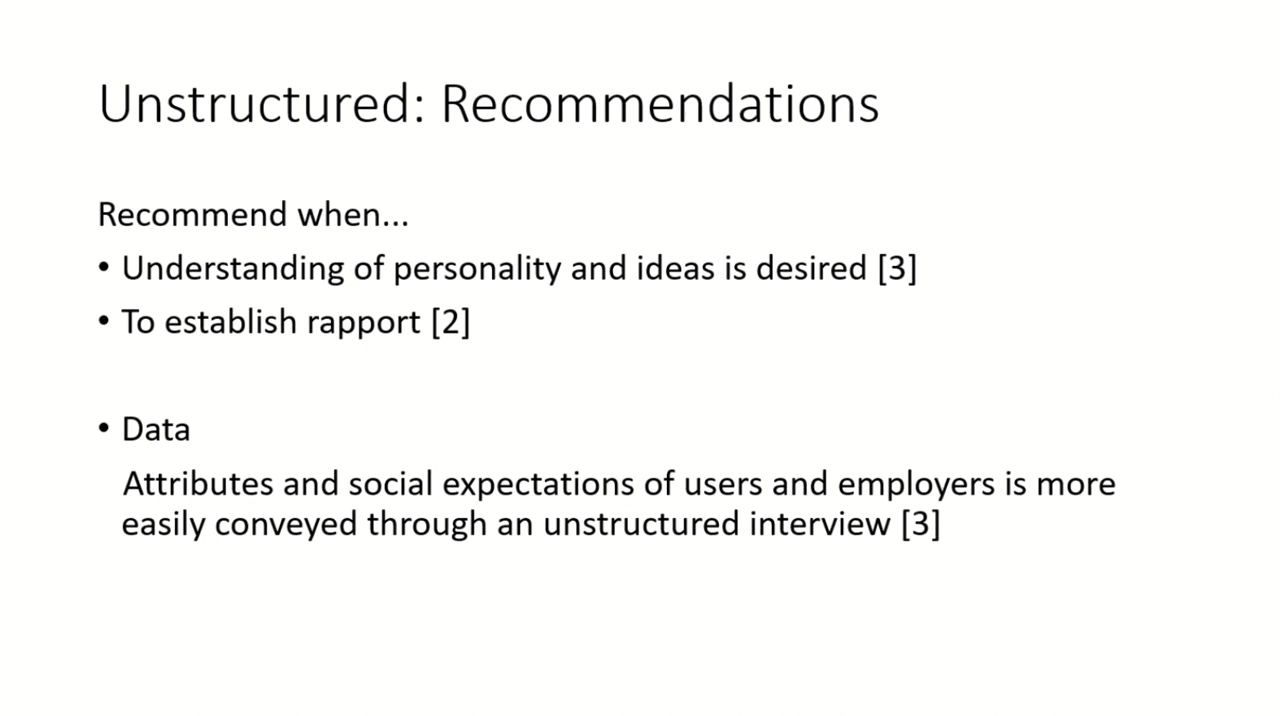 Unstructured: Recommendations
Recommend when...
• Understanding of personality and ideas is desired [3]
• To establish rapport [2]
• Data
Attributes and social expectations of users and employers is more
easily conveyed through an unstructured interview [3]